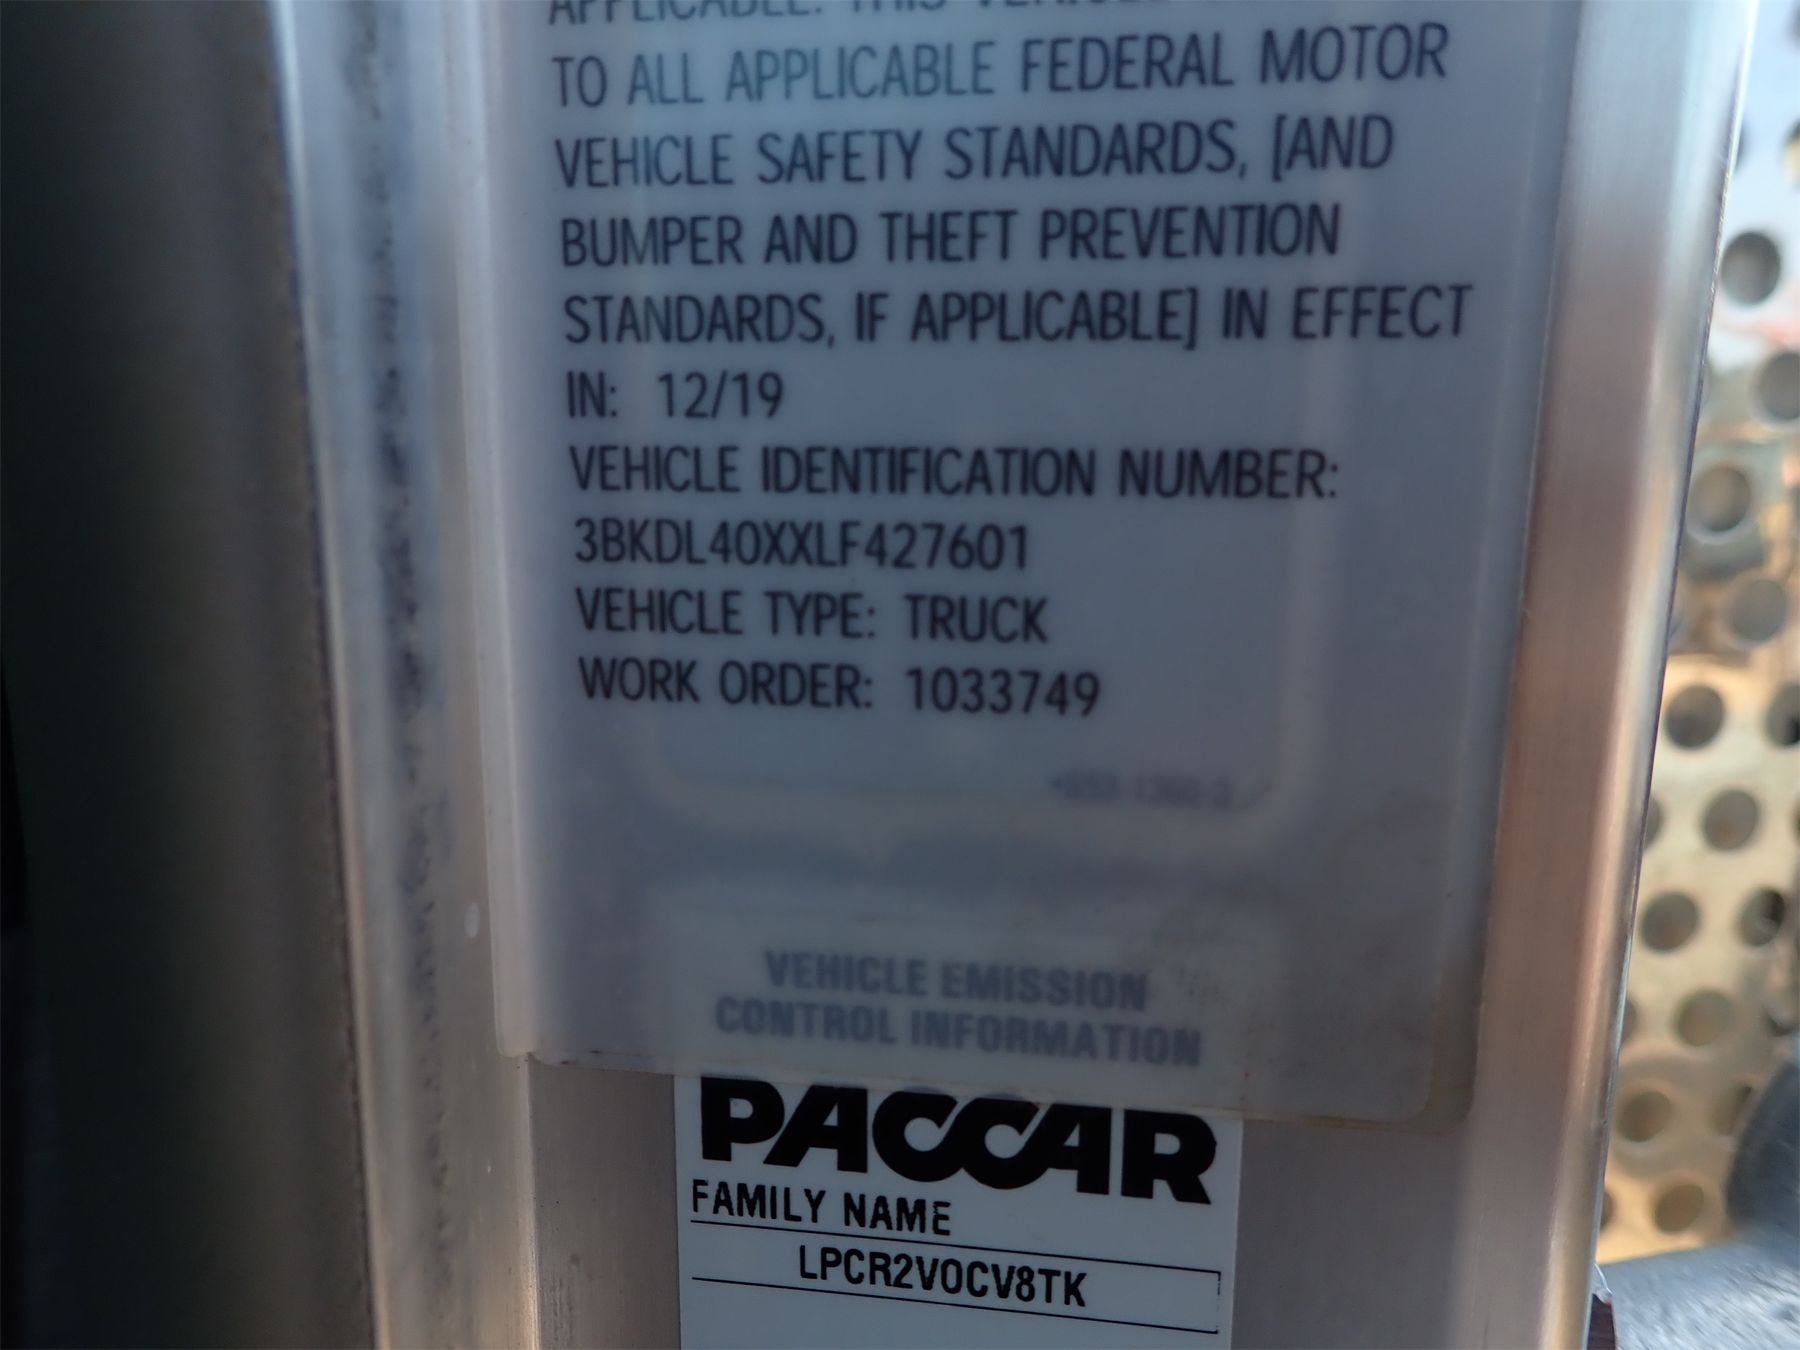 APPLICABLE. THIS
TO ALL APPLICABLE FEDERAL MOTOR
VEHICLE SAFETY STANDARDS, [AND
BUMPER AND THEFT PREVENTION
STANDARDS, IF APPLICABLE] IN EFFECT
IN: 12/19
VEHICLE IDENTIFICATION NUMBER:
3BKDL40XXLF427601
VEHICLE TYPE: TRUCK
WORK ORDER: 1033749
VEHICLE EMISSION
CONTROL INFORMATION
PACCAR
FAMILY NAME
LPCR2VOCV8TK